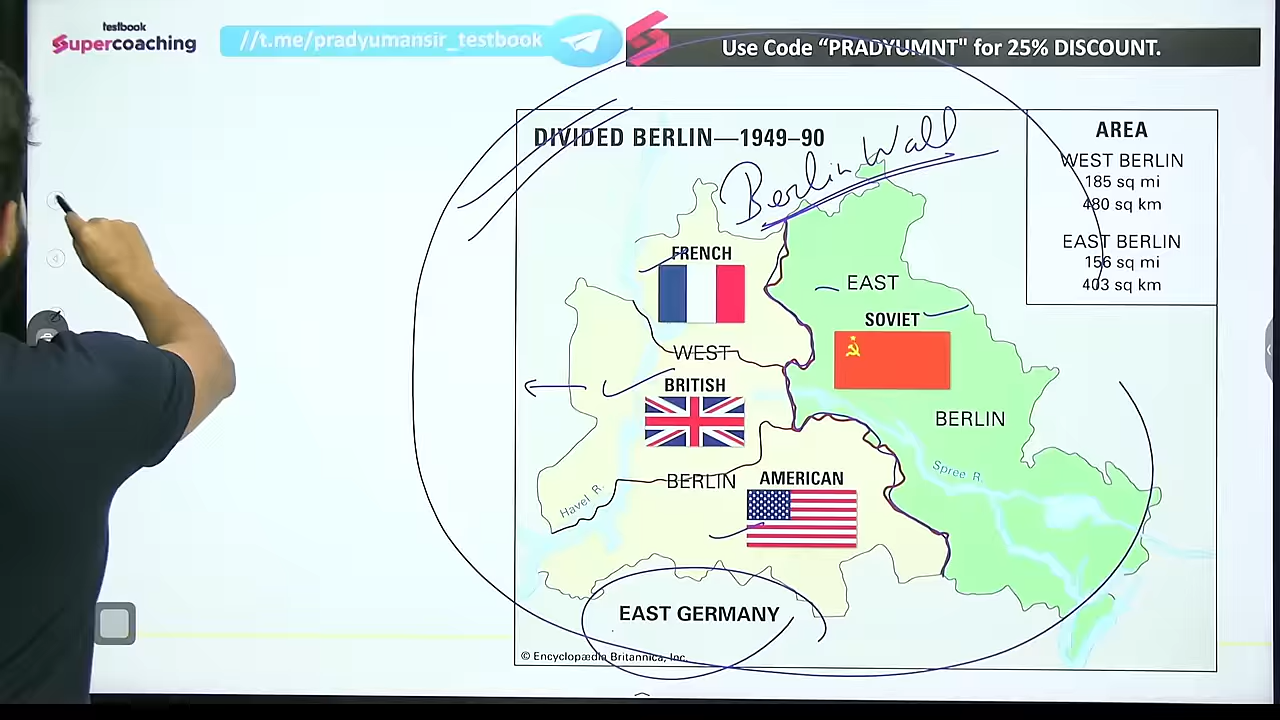 testbook
Supercoaching
//t.me/pradyumansir_testbook
Use Code “PRADYUMNT" for 25% DISCOUNT.
DIVIDED BERLIN—1949–90
Berlin Wall
AREA
WEST BERLIN
185 sq mi
480 sq km
EAST BERLIN
156 sq mi
403 sq km
FRENCH
EAST
SOVIET
WEST
BRITISH
BERLIN
BERLIN
AMERICAN
Spree R.
Havel R.
EAST GERMANY
© Encyclopædia Britannica, Inc.